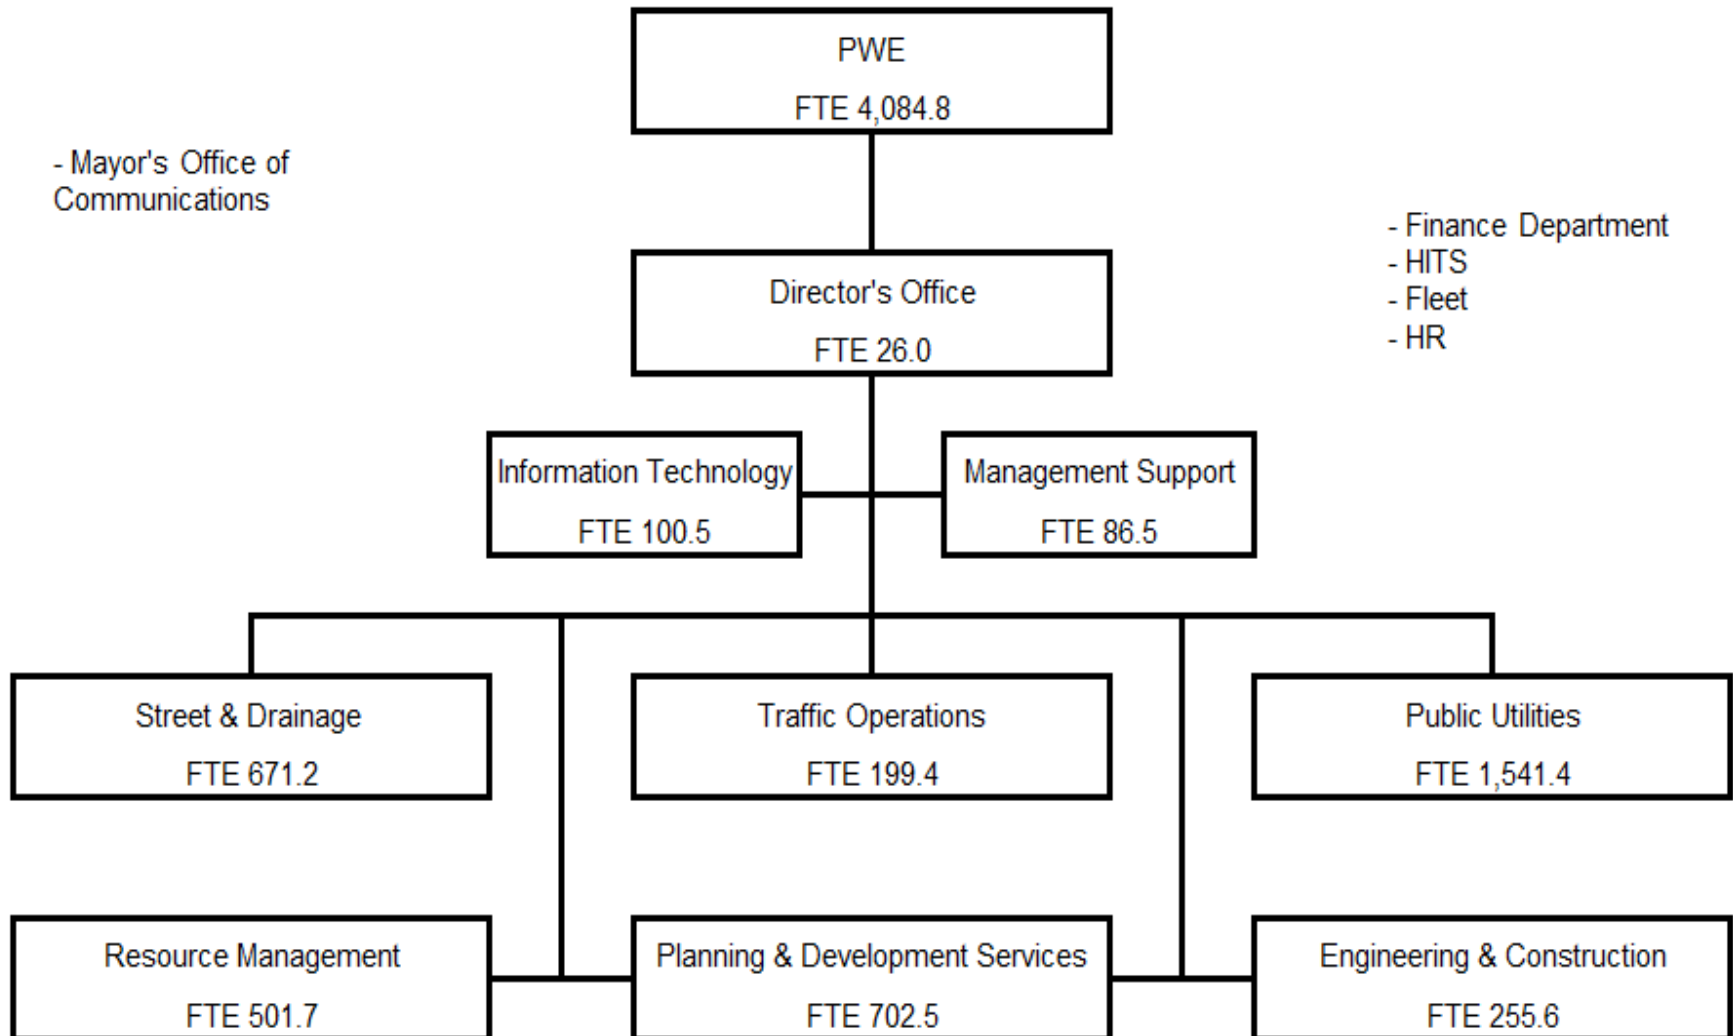 PWE
FTE 4,084.8
- Mayor's Office of
Communications
- Finance Department
- HITS
- Fleet
- HR
Director's Office
FTE 26.0
Information Technology
FTE 100.5
Management Support
FTE 86.5
Street & Drainage
FTE 671.2
Traffic Operations
FTE 199.4
Public Utilities
FTE 1,541.4
Resource Management
FTE 501.7
Planning & Development Services
FTE 702.5
Engineering & Construction
FTE 255.6